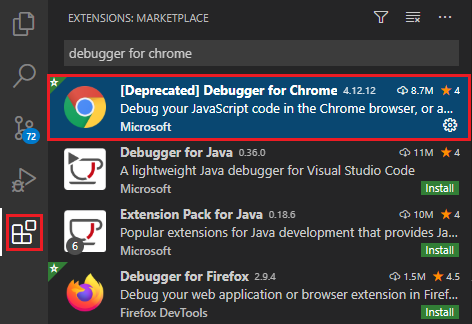 EXTENSIONS: MARKETPLACE
debugger for chrome
[Deprecated] Debugger for Chrome 4.12.12 8.7M 4
Debug your JavaScript code in the Chrome browser, or a...
Microsoft
72
Debugger for Java 0.36.0 11M 4
A lightweight Java debugger for Visual Studio Code
Microsoft Install
Extension Pack for Java 0.18.6 10M 4
Popular extensions for Java development that provides Ja...
6
Microsoft Install
Debugger for Firefox 2.9.4 1.5M 4.5
Debug your web application or browser extension in Firef...
Firefox DevTools Install